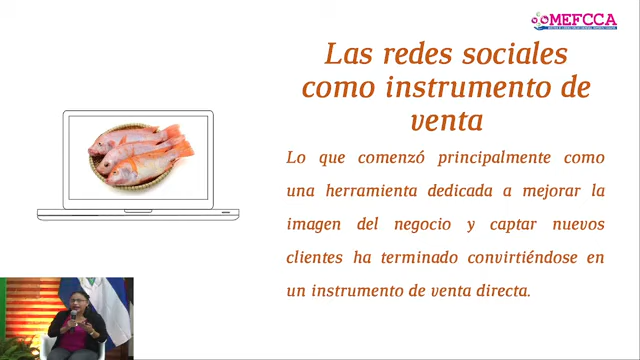 MEFCCA
Las redes sociales
como instrumento de
venta
Lo que comenzó principalmente como
una herramienta dedicada a mejorar la
imagen del negocio y captar nuevos
clientes ha terminado convirtiéndose en
un instrumento de venta directa.